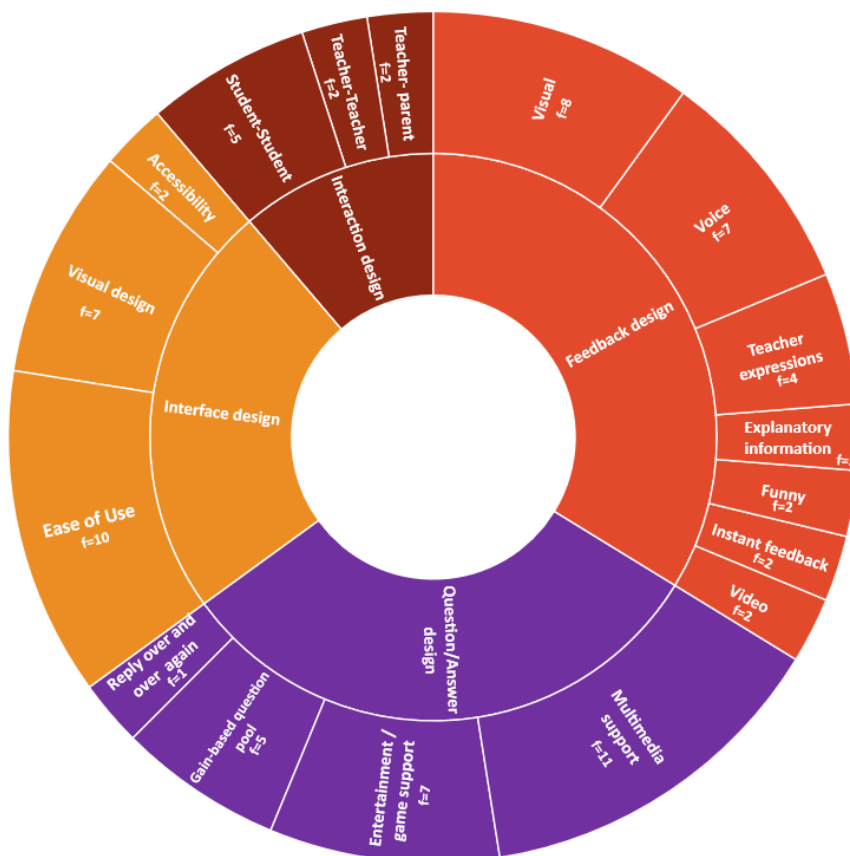 Visual
f=8
Voice
f=7
Teacher
expressions
f=4
Explanatory
information
f=
Funny
f=2
Instant feedback
f=2
Video
f=2
Feedback design
Multimedia
support
f=11
Entertainment /
game support
f=7
Gain-based question
pool
f=5
Reply over and
over again
f=1
Question/Answer
design
Ease of Use
f=10
Visual design
f=7
Accessibility
f=2
Interface design
Student-Student
f=5
Teacher-Teacher
f=2
Teacher- parent
f=2
Interaction design